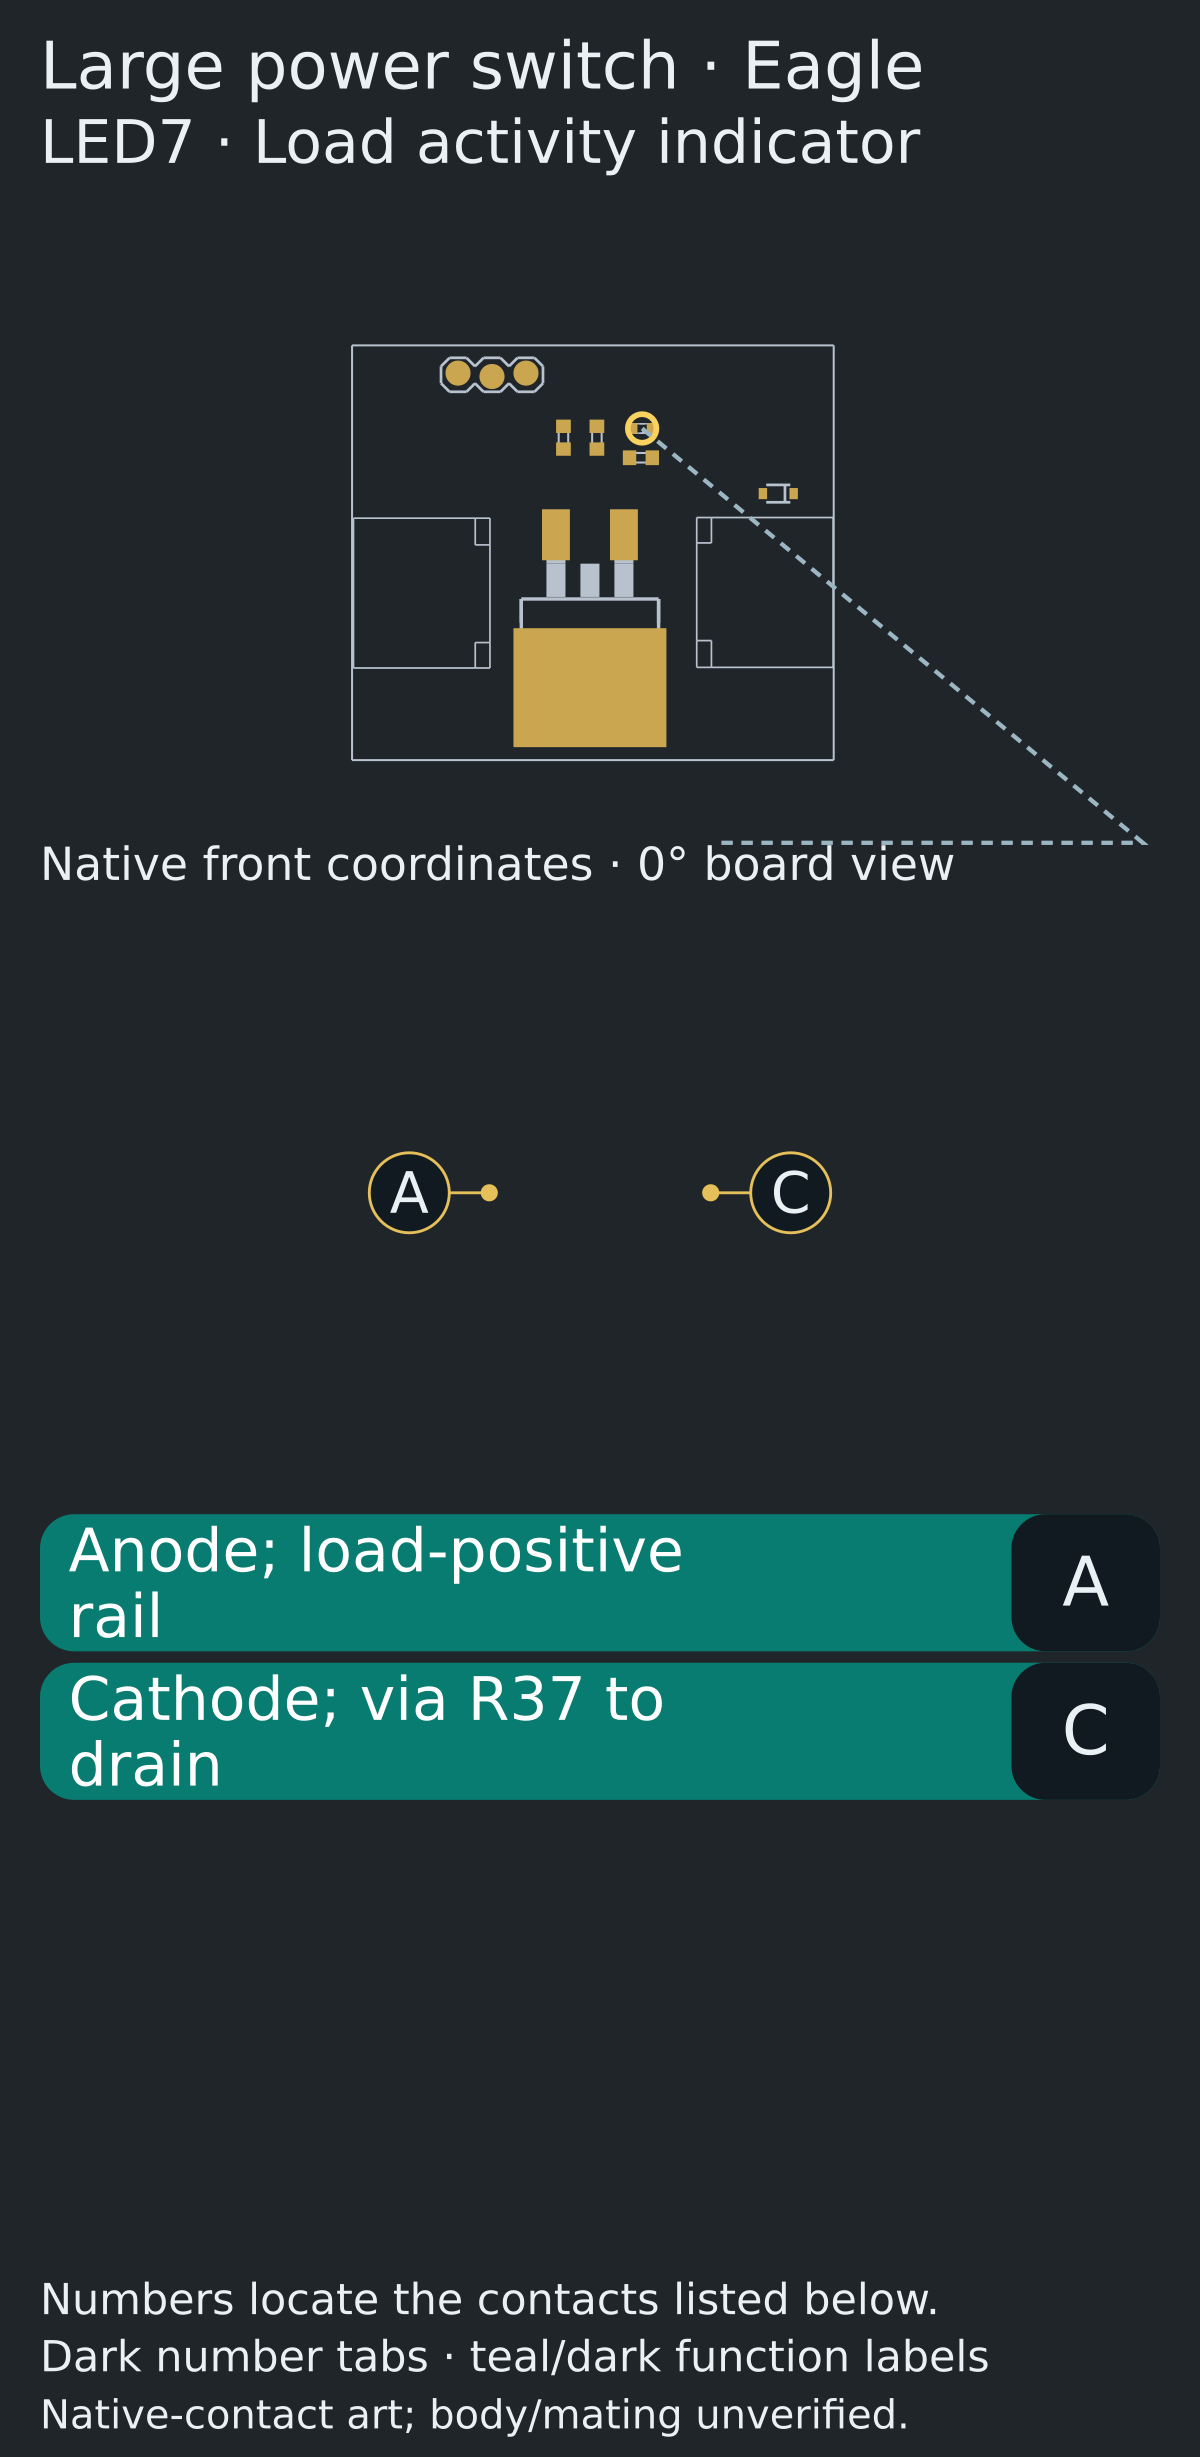 Large power switch · Eagle
LED7 · Load activity indicator
Native front coordinates · 0° board view
A
C
Anode; load-positive
rail
A
Cathode; via R37 to
drain
C
Numbers locate the contacts listed below.
Dark number tabs · teal/dark function labels
Native-contact art; body/mating unverified.